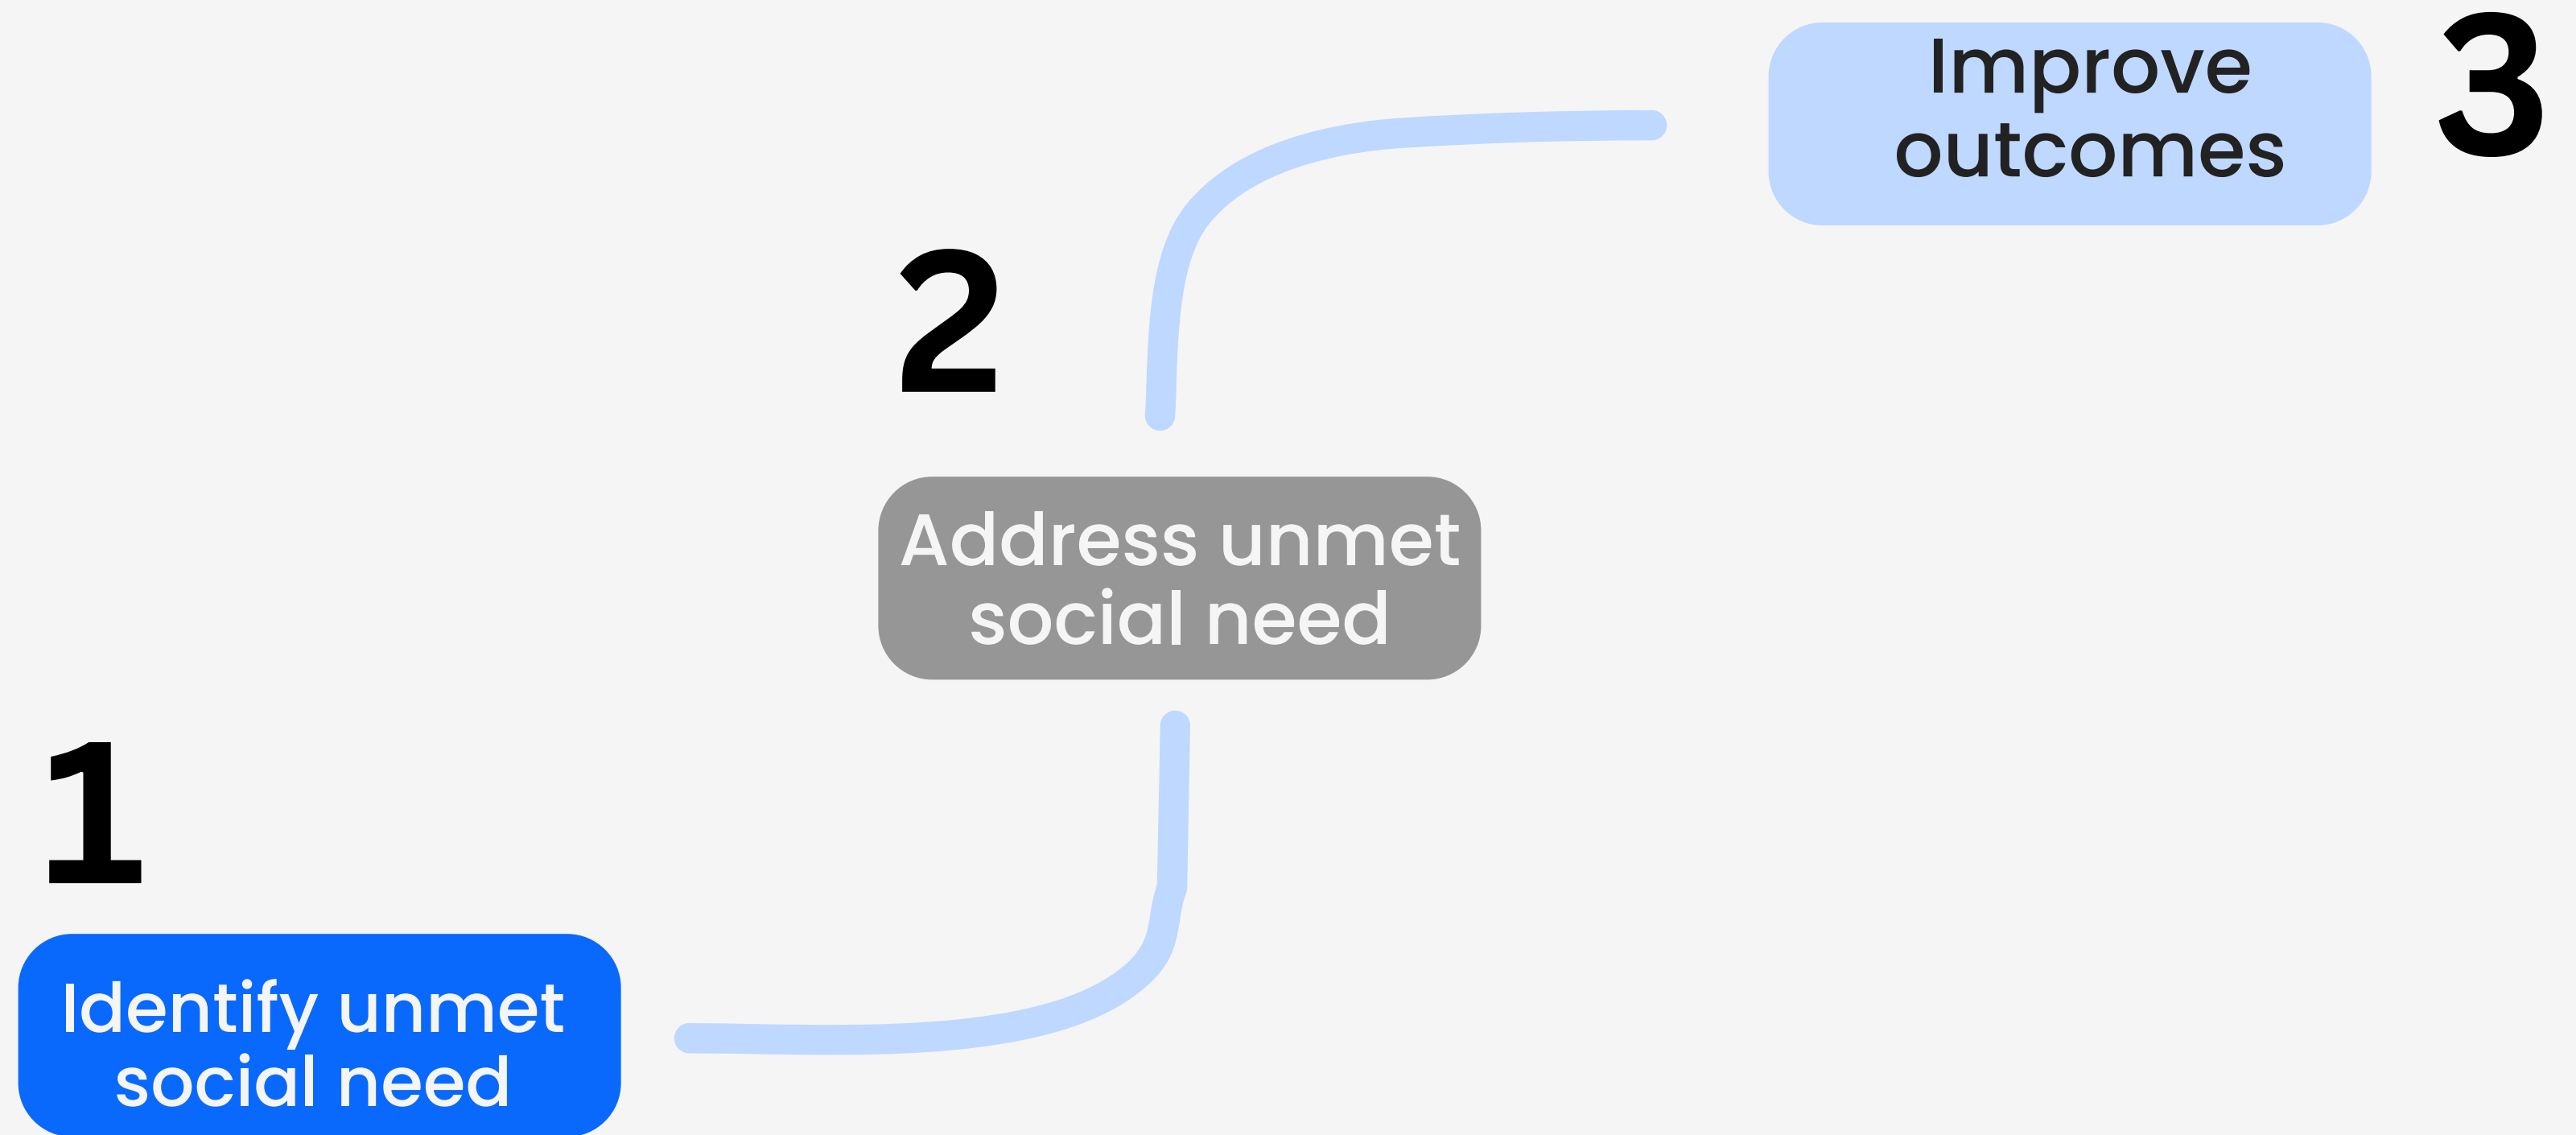 1
Identify unmet
social need
2
Address unmet
social need
3
Improve
outcomes